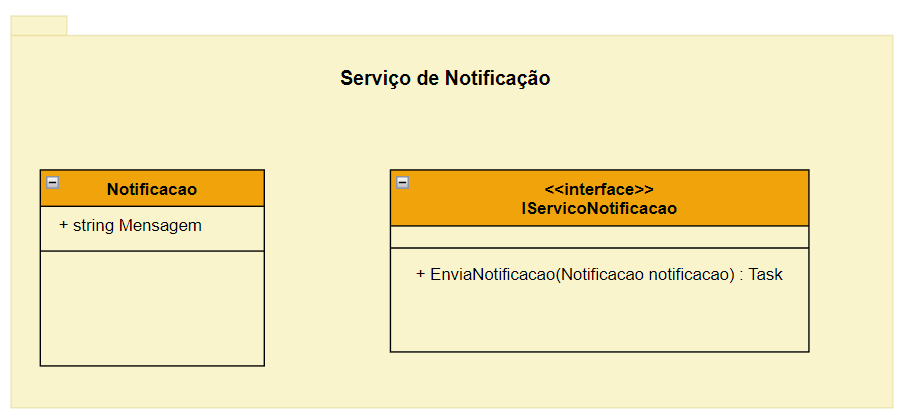 Serviço de Notificação
Notificacao
+ string Mensagem
<<interface>>
IServicoNotificacao
+ EnviaNotificacao(Notificacao notificacao) : Task